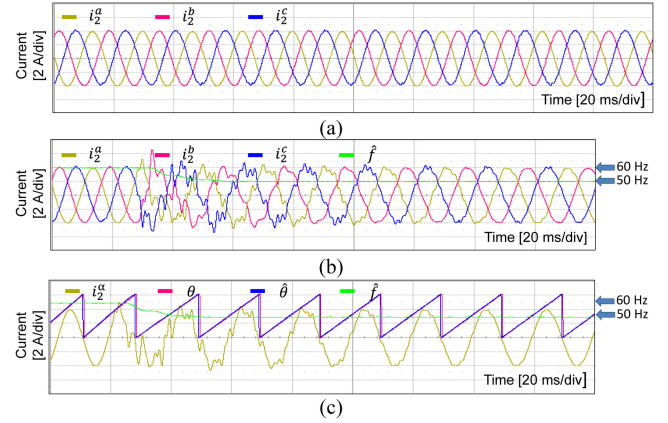 (a)
i₂ᵃ i₂ᵇ i₂ᶜ
Current
[2 A/div]
Time [20 ms/div]
(a)
(b)
i₂ᵃ i₂ᵇ i₂ᶜ f̂
60 Hz
50 Hz
Current
[2 A/div]
Time [20 ms/div]
(b)
(c)
i₂ᵅ θ θ̂ f̂
60 Hz
50 Hz
Current
[2 A/div]
Time [20 ms/div]
(c)